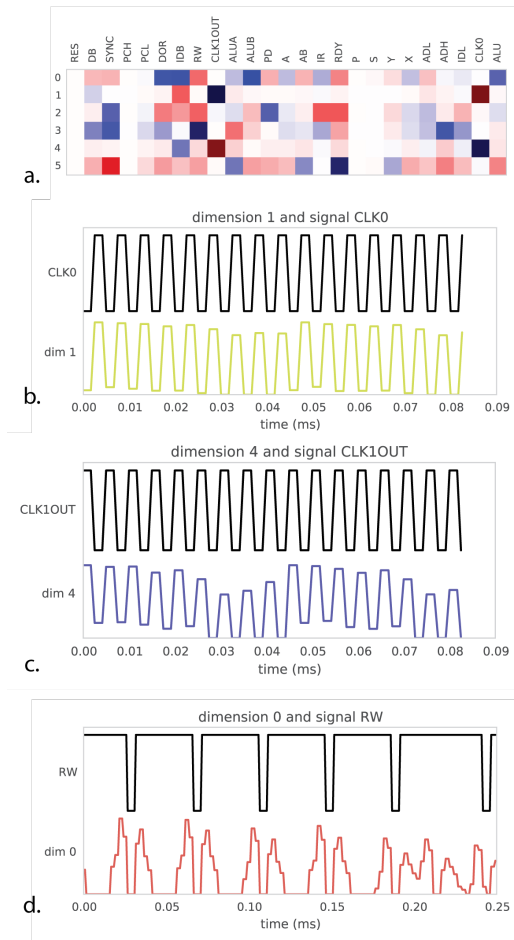 RES DB SYNC PCH PCL DOR IDB RW CLK1OUT ALUA ALUB PD A AB IR RDY P S Y X ADL ADH IDL CLK0 ALU
0
1
2
3
4
5
a.
dimension 1 and signal CLK0
CLK0
dim 1
0.00 0.01 0.02 0.03 0.04 0.05 0.06 0.07 0.08 0.09
time (ms)
b.
dimension 4 and signal CLK1OUT
CLK1OUT
dim 4
0.00 0.01 0.02 0.03 0.04 0.05 0.06 0.07 0.08 0.09
time (ms)
c.
dimension 0 and signal RW
RW
dim 0
0.00 0.05 0.10 0.15 0.20 0.25
time (ms)
d.